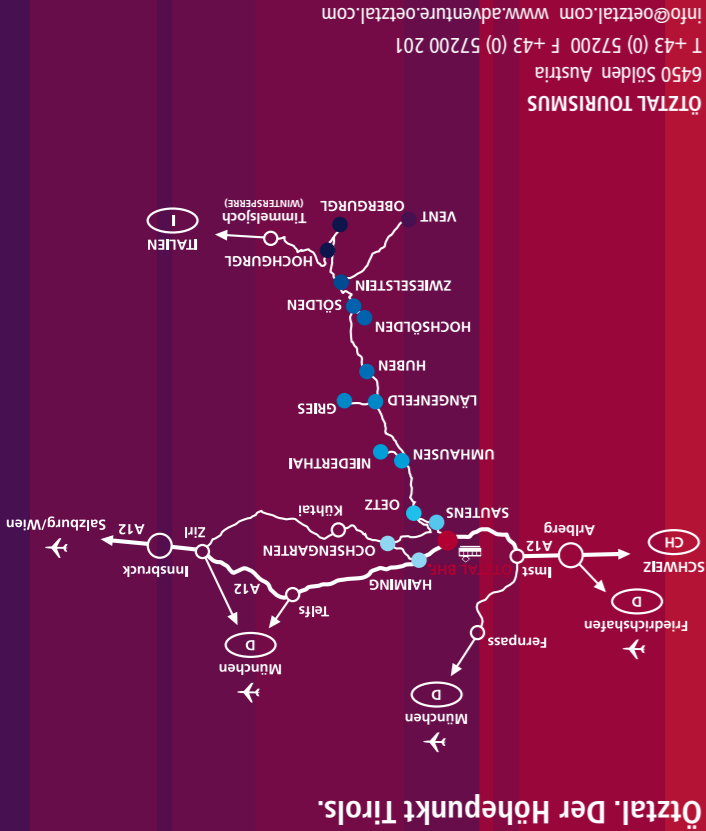 Ötztal. Der Höhepunkt Tirols.
München
D
Fernpass
Friedrichshafen
D
SCHWEIZ
CH
Arlberg
A12
Imst
ÖTZTAL BHF.
München
D
Telfs
A12
HAIMING
Innsbruck
Zirl
A12
Salzburg/Wien
OCHSENGARTEN
Kühtai
SAUTENS
OETZ
UMHAUSEN
NIEDERTHAI
LÄNGENFELD
GRIES
HUBEN
HOCHSÖLDEN
SÖLDEN
ZWIESELSTEIN
HOCHGURGL
ITALIEN
I
Timmelsjoch
(WINTERSPERRE)
VENT
OBERGURGL
ÖTZTAL TOURISMUS
6450 Sölden Austria
T +43 (0) 57200 F +43 (0) 57200 201
info@oetztal.com www.adventure.oetztal.com